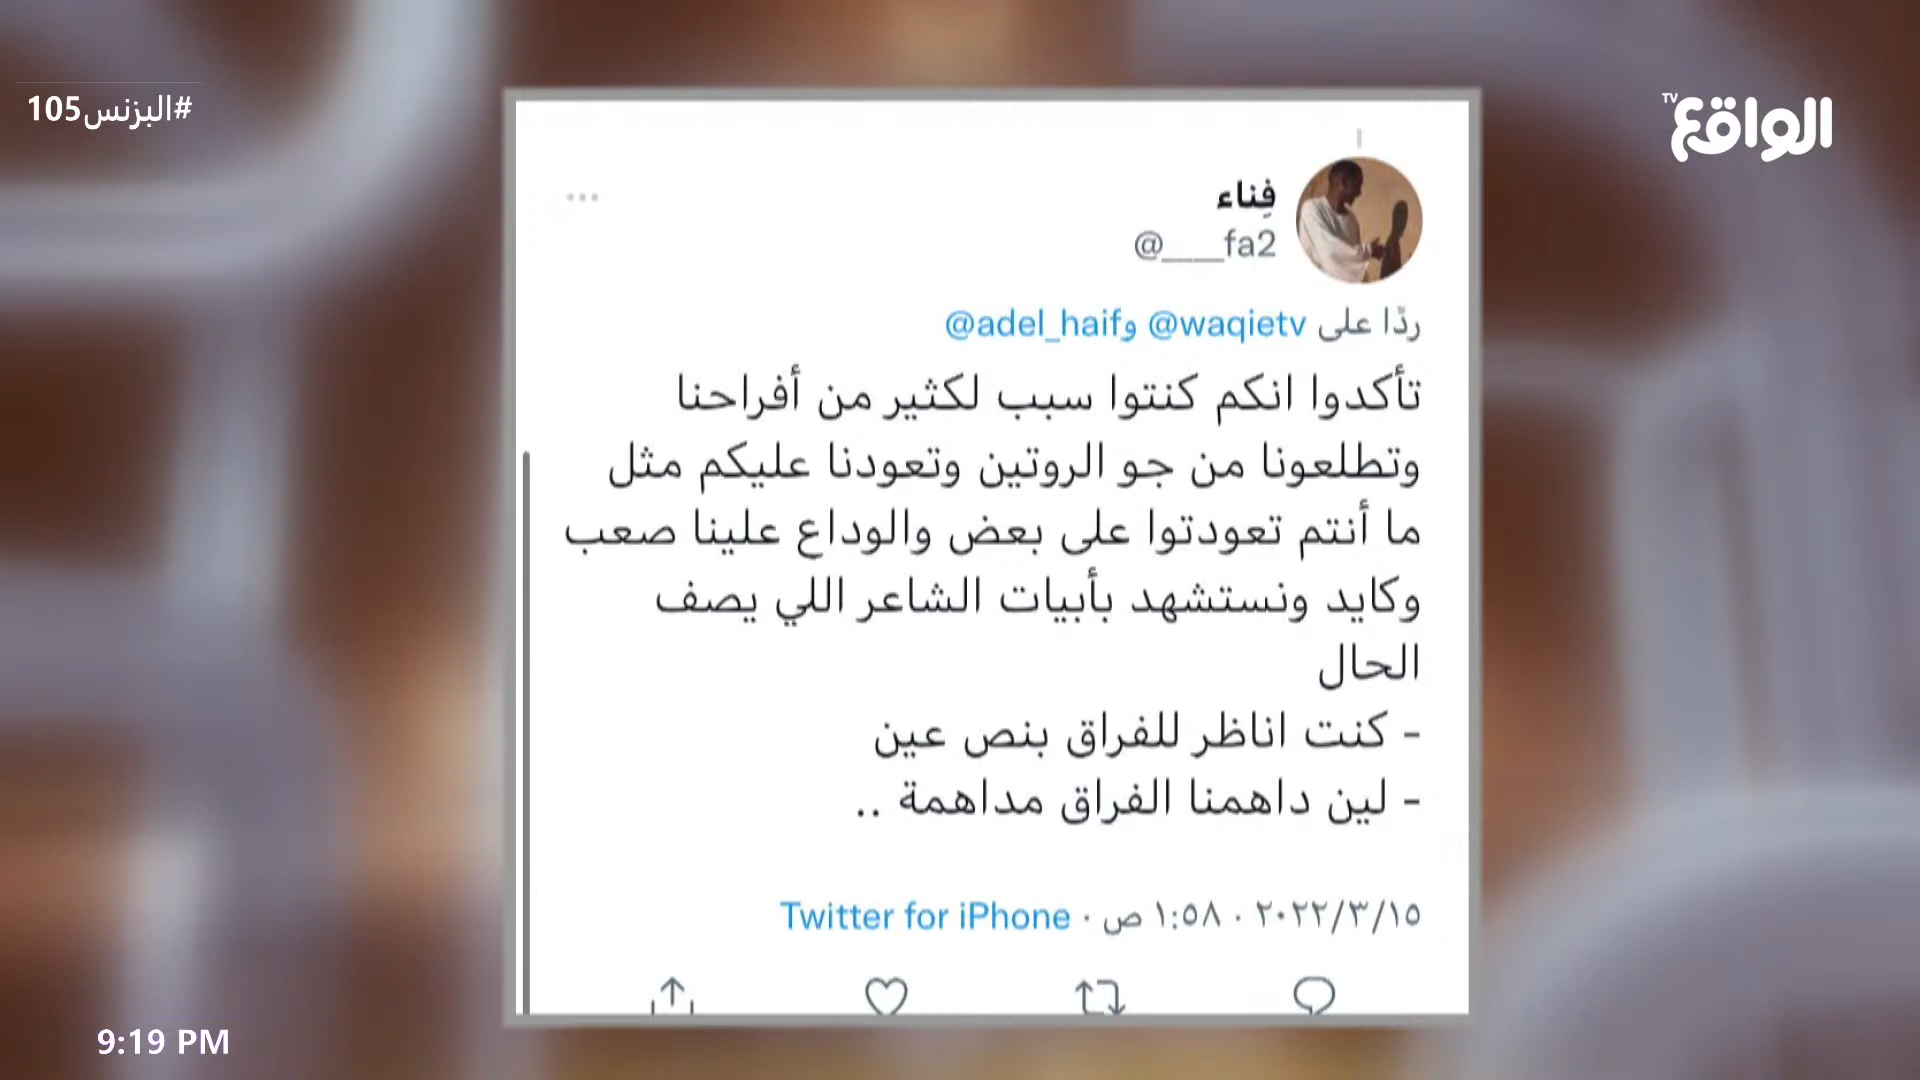 #البزنس105
الواقع TV
فِناء
@____fa2
ردًا على @waqietv و@adel_haif
تأكدوا انكم كنتوا سبب لكثير من أفراحنا
وتطلعونا من جو الروتين وتعودنا عليكم مثل
ما أنتم تعودتوا على بعض والوداع علينا صعب
وكايد ونستشهد بأبيات الشاعر اللي يصف
الحال
- كنت اناظر للفراق بنص عين
- لين داهمنا الفراق مداهمة ..
٢٠٢٢/٣/١٥ · ١:٥٨ ص · Twitter for iPhone
9:19 PM